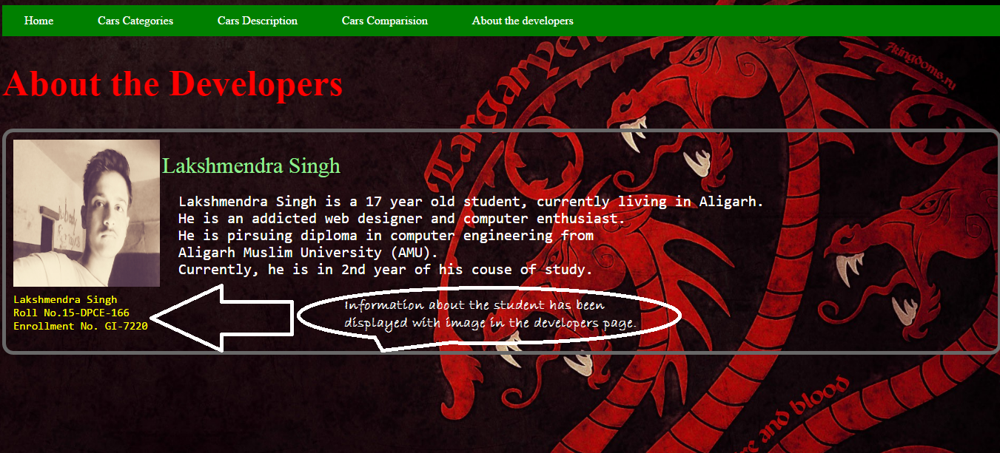 Home Cars Categories Cars Description Cars Comparision About the developers
7kingdoms.ru
Targaryen
About the Developers
Lakshmendra Singh
Lakshmendra Singh is a 17 year old student, currently living in Aligarh.
He is an addicted web designer and computer enthusiast.
He is pirsuing diploma in computer engineering from
Aligarh Muslim University (AMU).
Currently, he is in 2nd year of his couse of study.
Lakshmendra Singh
Roll No.15-DPCE-166
Enrollment No. GI-7220
Information about the student has been
displayed with image in the developers page.
and blood